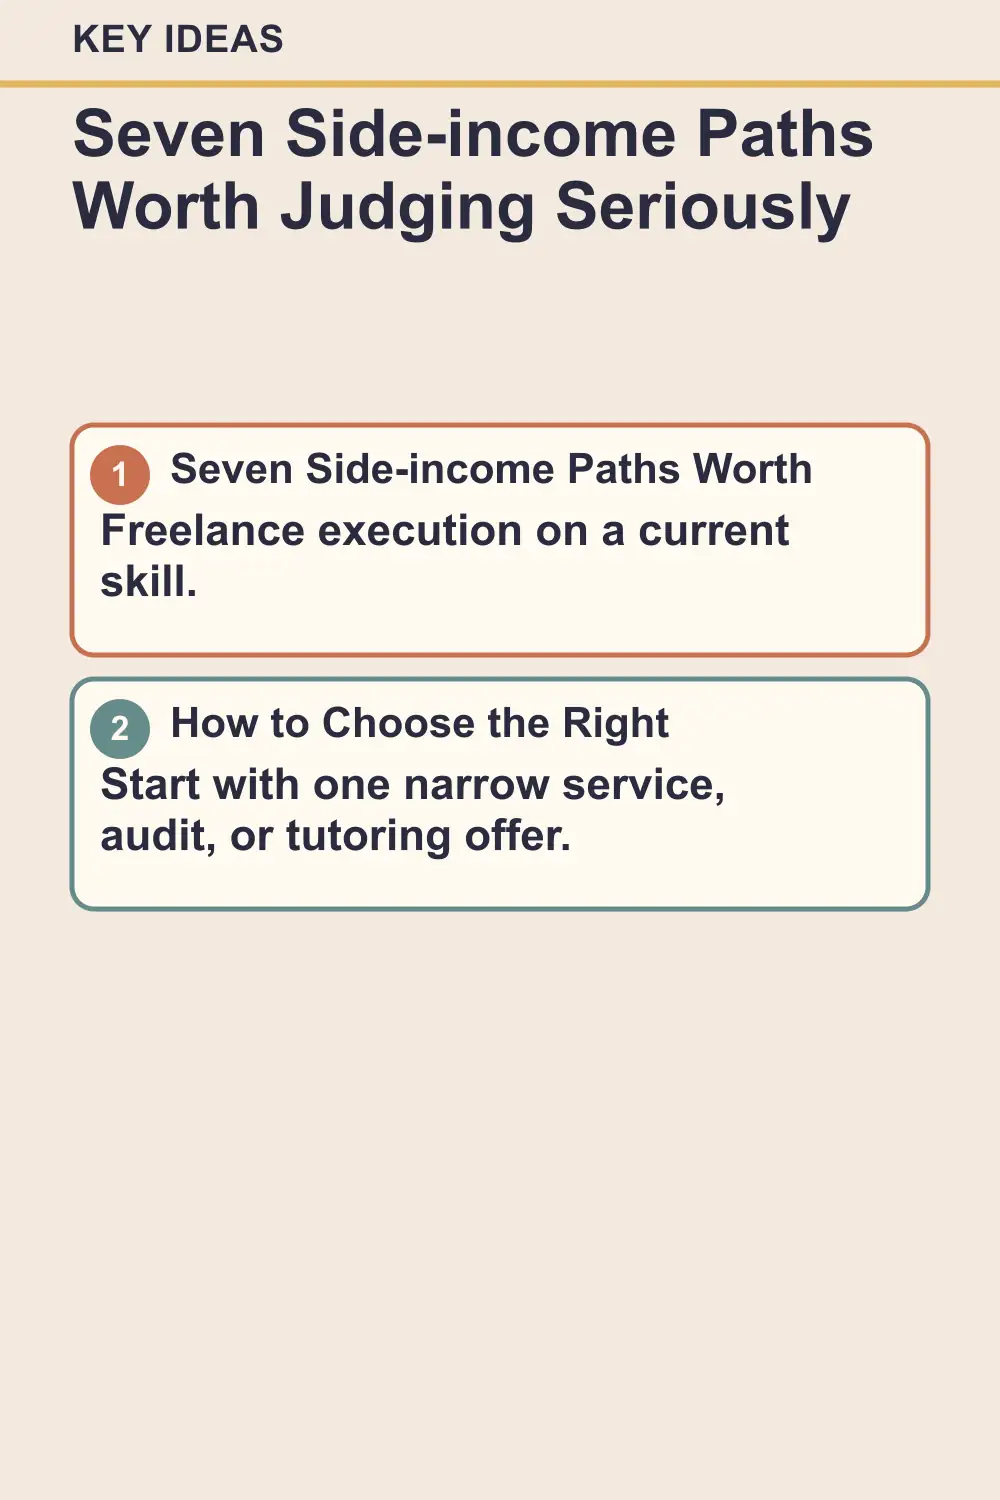 KEY IDEAS
Seven Side-income Paths
Worth Judging Seriously
1 Seven Side-income Paths Worth
Freelance execution on a current
skill.
2 How to Choose the Right
Start with one narrow service,
audit, or tutoring offer.